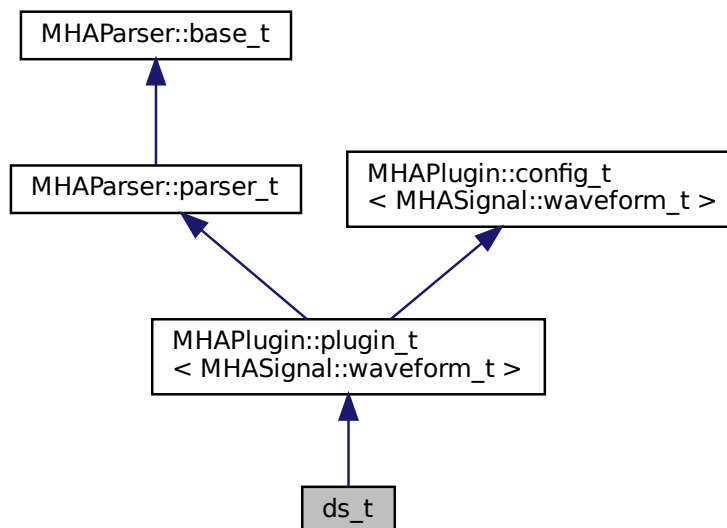 MHAParser::base_t
MHAParser::parser_t
MHAPlugin::config_t
< MHASignal::waveform_t >
MHAPlugin::plugin_t
< MHASignal::waveform_t >
ds_t